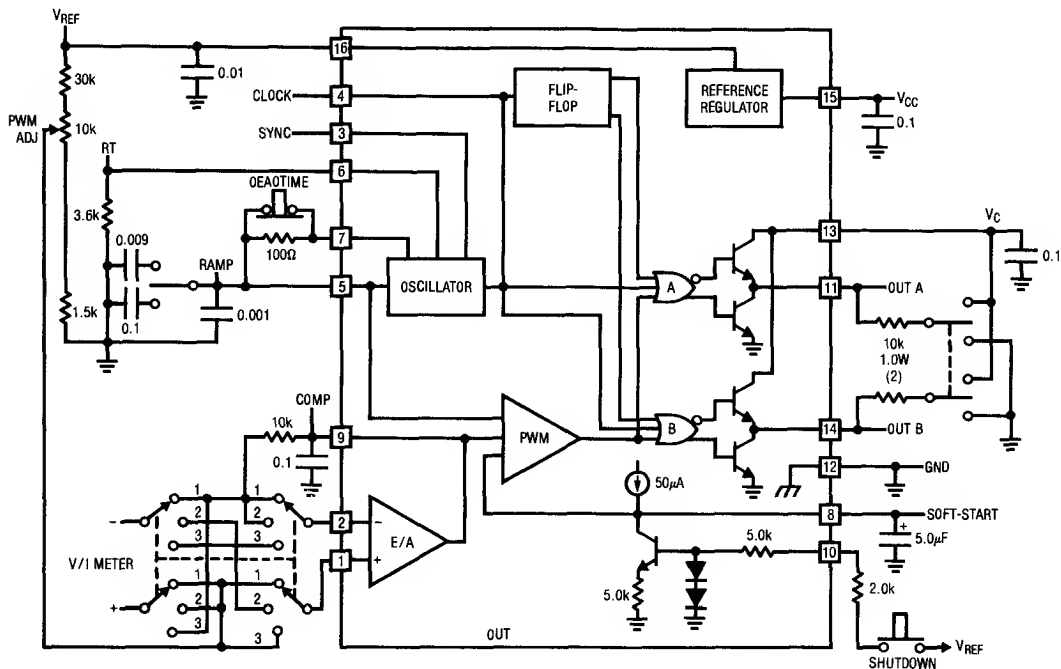 VREF
30k
0.01
16
CLOCK
4
FLIP-
FLOP
REFERENCE
REGULATOR
15
VCC
0.1
PWM
ADJ
10k
SYNC
3
RT
6
OEAOTIME
3.6k
7
100Ω
0.009
RAMP
5
OSCILLATOR
0.1
0.001
1.5k
VC
13
0.1
A
11
OUT A
10k
1.0W
(2)
COMP
10k
9
0.1
PWM
B
14
OUT B
12
GND
50µA
8
SOFT-START
+
5.0µF
1
1
2
2
3
3
−
2
−
E/A
1
+
V/I METER
1
1
+
2
2
3
3
5.0k
10
5.0k
2.0k
OUT
VREF
SHUTDOWN